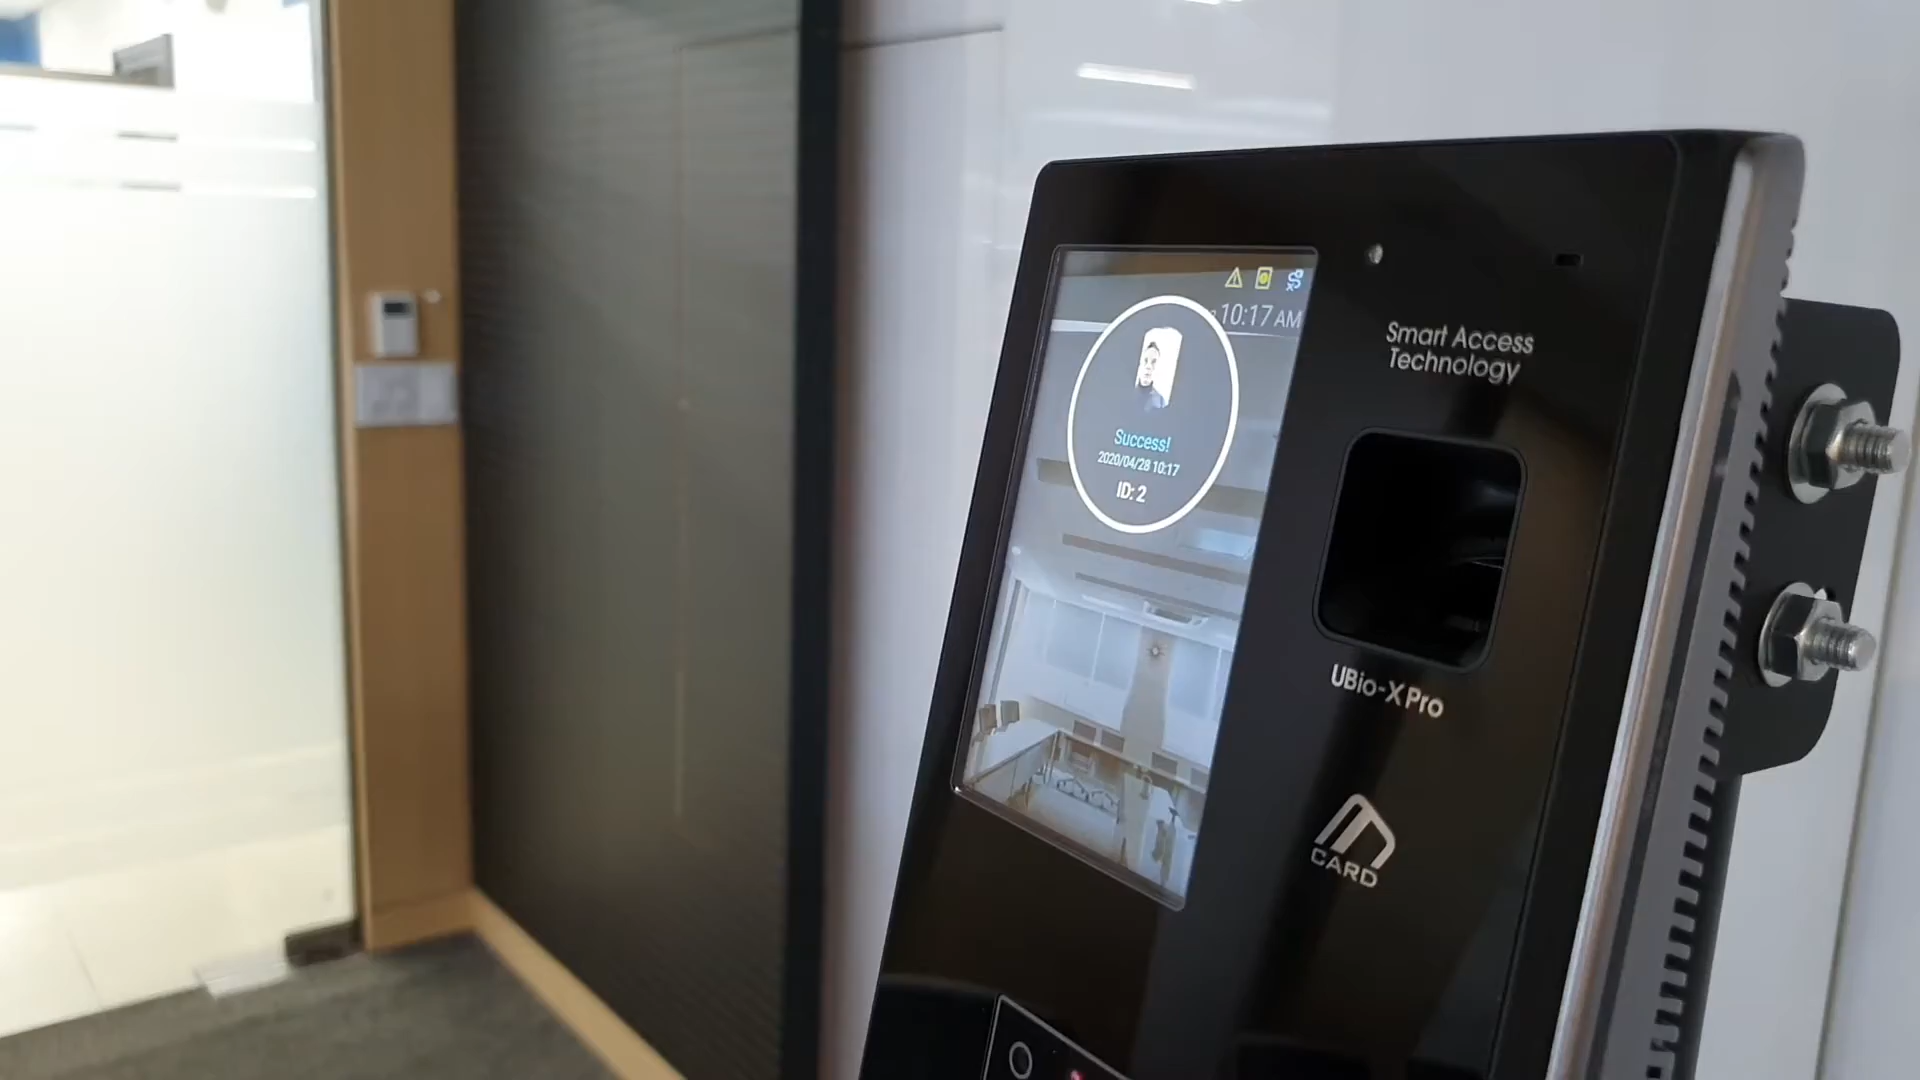 10:17 AM
Success!
2020/04/28 10:17
ID: 2
Smart Access
Technology
UBio-X Pro
CARD